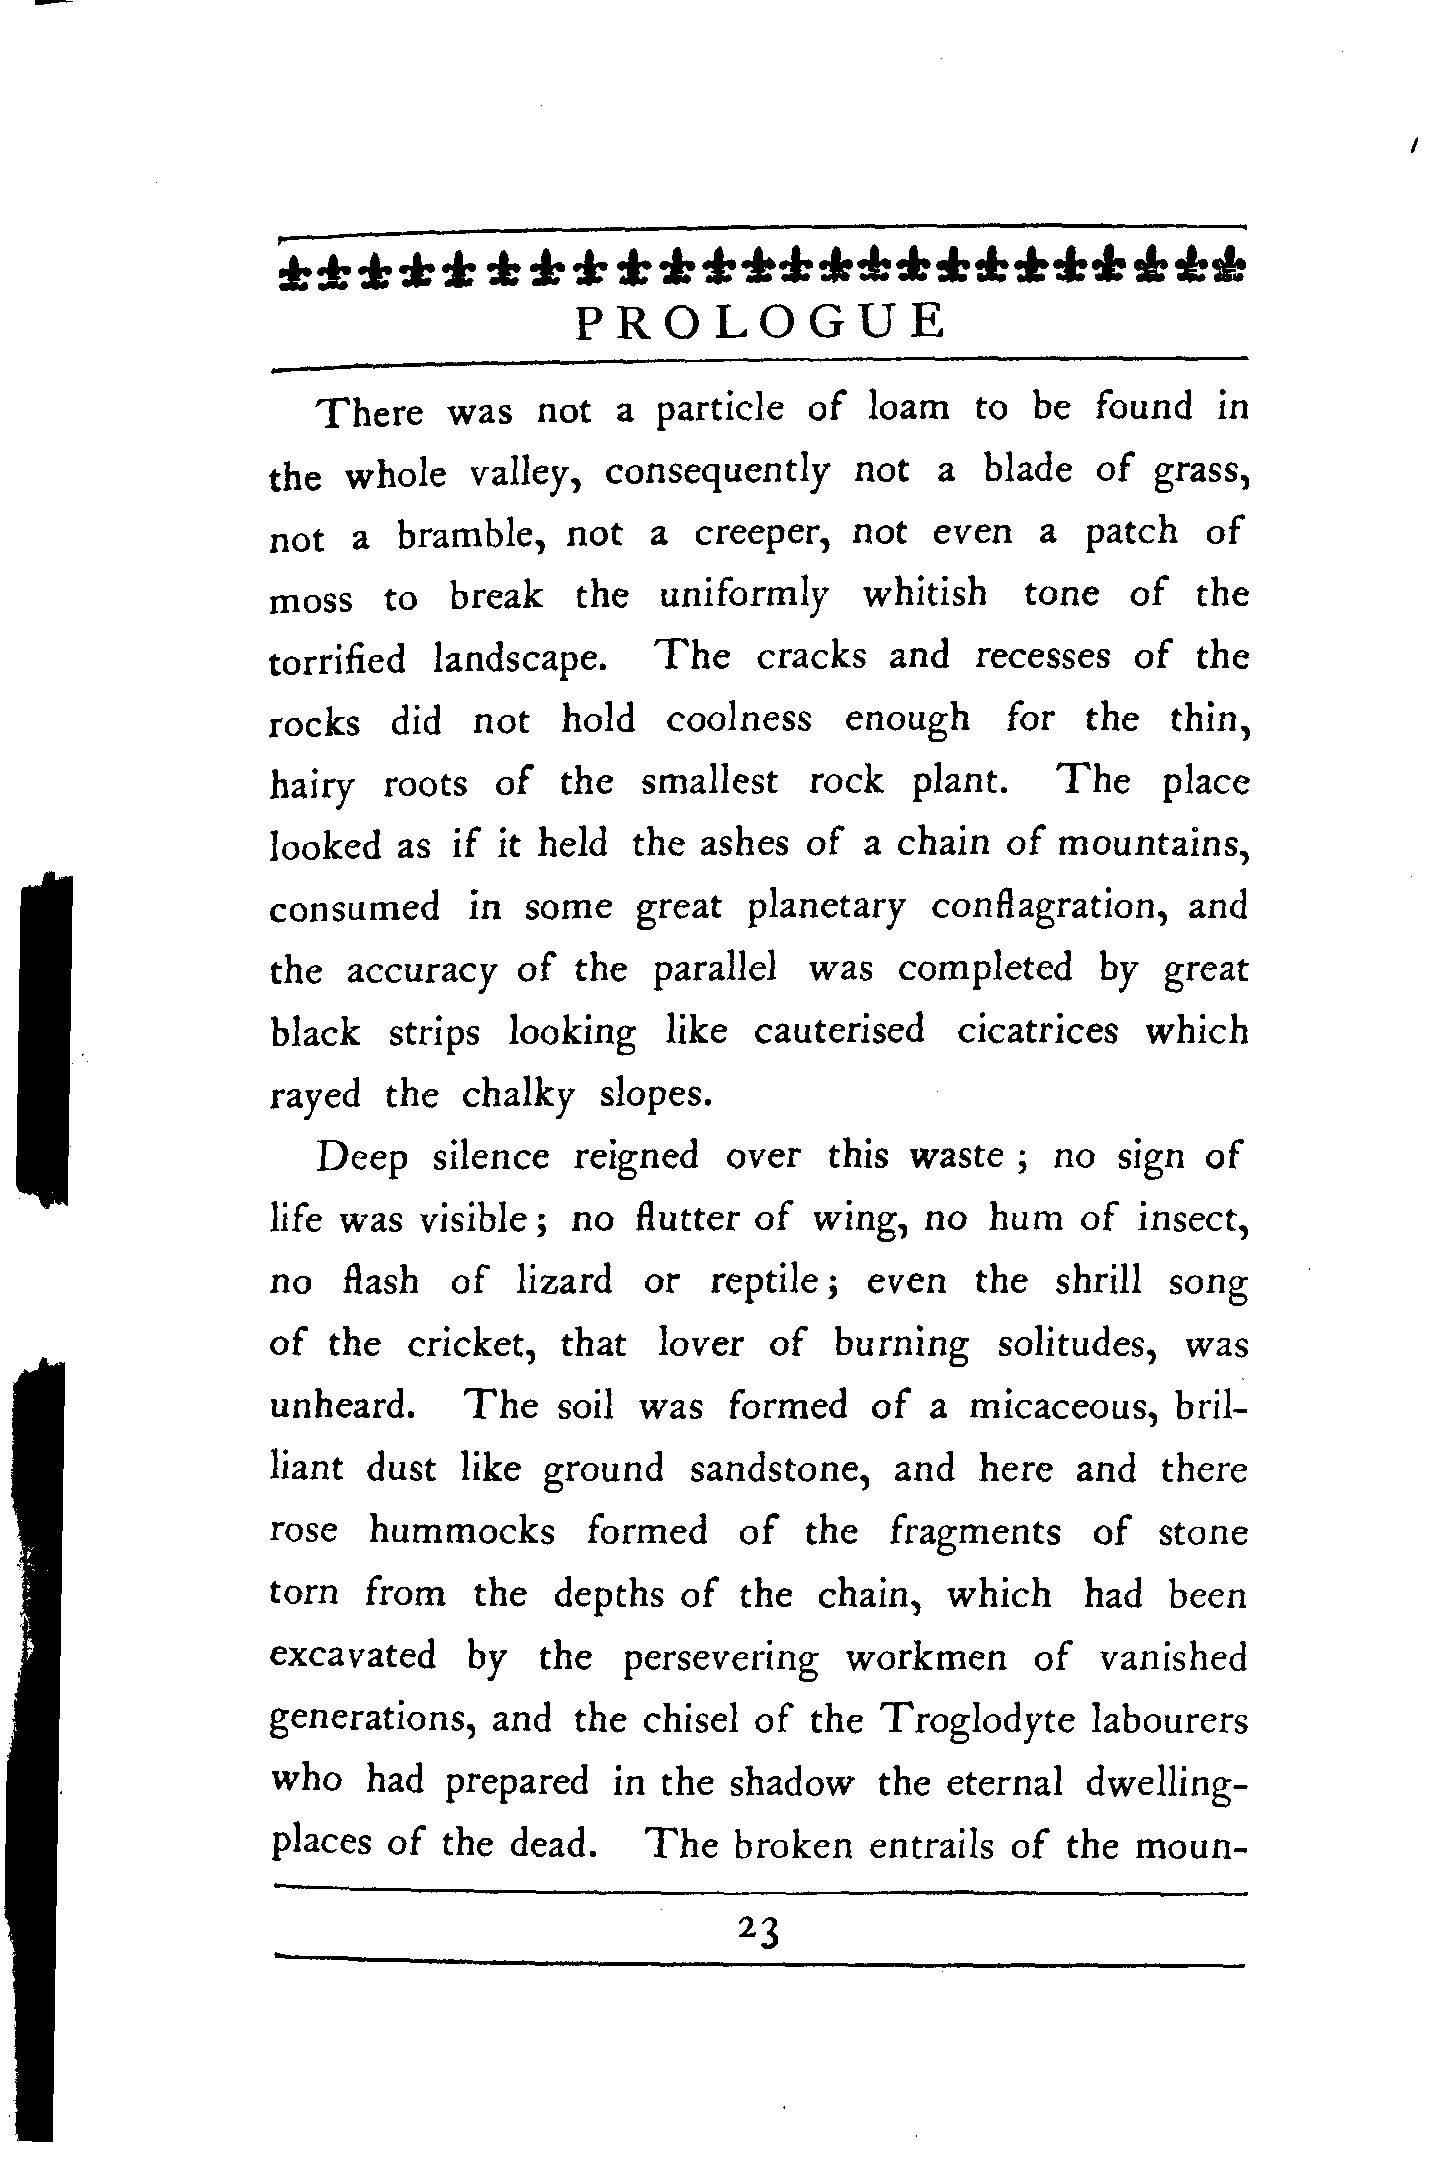 PROLOGUE
There was not a particle of loam to be found in
the whole valley, consequently not a blade of grass,
not a bramble, not a creeper, not even a patch of
moss to break the uniformly whitish tone of the
torrified landscape. The cracks and recesses of the
rocks did not hold coolness enough for the thin,
hairy roots of the smallest rock plant. The place
looked as if it held the ashes of a chain of mountains,
consumed in some great planetary conflagration, and
the accuracy of the parallel was completed by great
black strips looking like cauterised cicatrices which
rayed the chalky slopes.
Deep silence reigned over this waste ; no sign of
life was visible ; no flutter of wing, no hum of insect,
no flash of lizard or reptile ; even the shrill song
of the cricket, that lover of burning solitudes, was
unheard. The soil was formed of a micaceous, bril-
liant dust like ground sandstone, and here and there
rose hummocks formed of the fragments of stone
torn from the depths of the chain, which had been
excavated by the persevering workmen of vanished
generations, and the chisel of the Troglodyte labourers
who had prepared in the shadow the eternal dwelling-
places of the dead. The broken entrails of the moun-
23